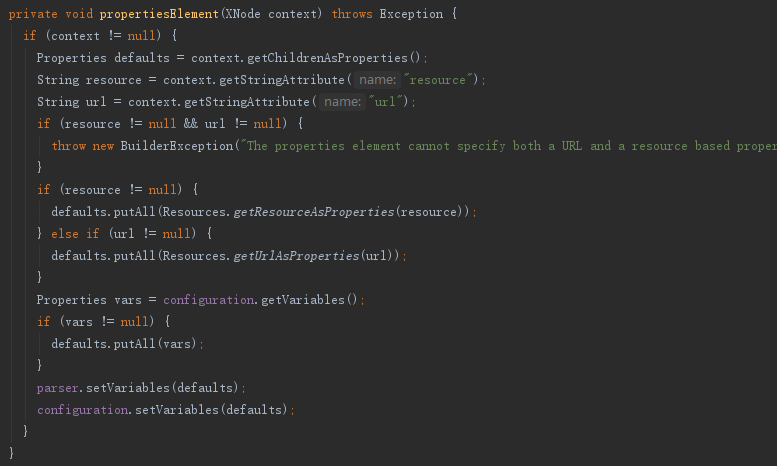 private void propertiesElement(XNode context) throws Exception {
if (context != null) {
Properties defaults = context.getChildrenAsProperties();
String resource = context.getStringAttribute( name: "resource");
String url = context.getStringAttribute( name: "url");
if (resource != null && url != null) {
throw new BuilderException("The properties element cannot specify both a URL and a resource based proper
}
if (resource != null) {
defaults.putAll(Resources.getResourceAsProperties(resource));
} else if (url != null) {
defaults.putAll(Resources.getUrlAsProperties(url));
}
Properties vars = configuration.getVariables();
if (vars != null) {
defaults.putAll(vars);
}
parser.setVariables(defaults);
configuration.setVariables(defaults);
}
}